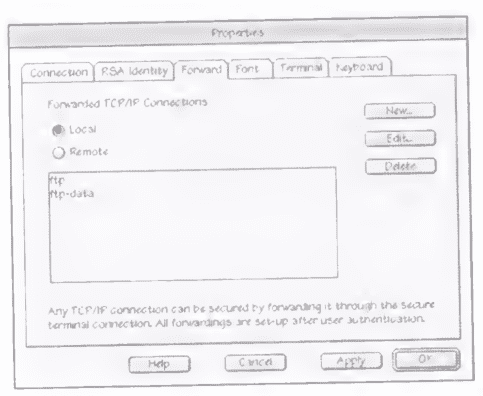 Properties
Connection RSA Identity Forward Font Terminal Keyboard
Forwarded TCP/IP Connections
New...
Local
Edit...
Remote
Delete
ftp
ftp-data
Any TCP/IP connection can be secured by forwarding it through the secure
terminal connection. All forwardings are set-up after user authentication.
Help Cancel Apply OK